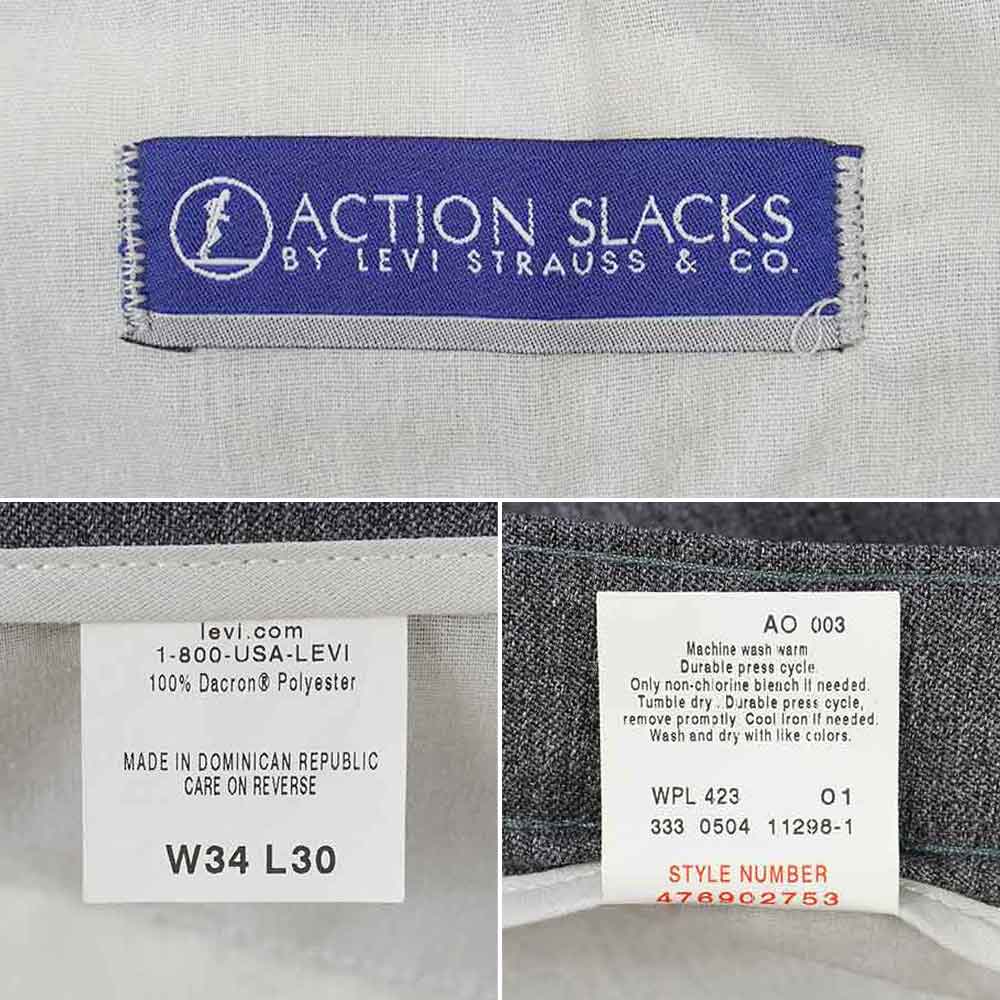 ACTION SLACKS
BY LEVI STRAUSS & CO.
levi.com
1-800-USA-LEVI
100% Dacron® Polyester
MADE IN DOMINICAN REPUBLIC
CARE ON REVERSE
W34 L30
AO 003
Machine wash warm
Durable press cycle.
Only non-chlorine bleach if needed.
Tumble dry. Durable press cycle,
remove promptly. Cool iron if needed.
Wash and dry with like colors.
WPL 423 01
333 0504 11298-1
STYLE NUMBER
476902753